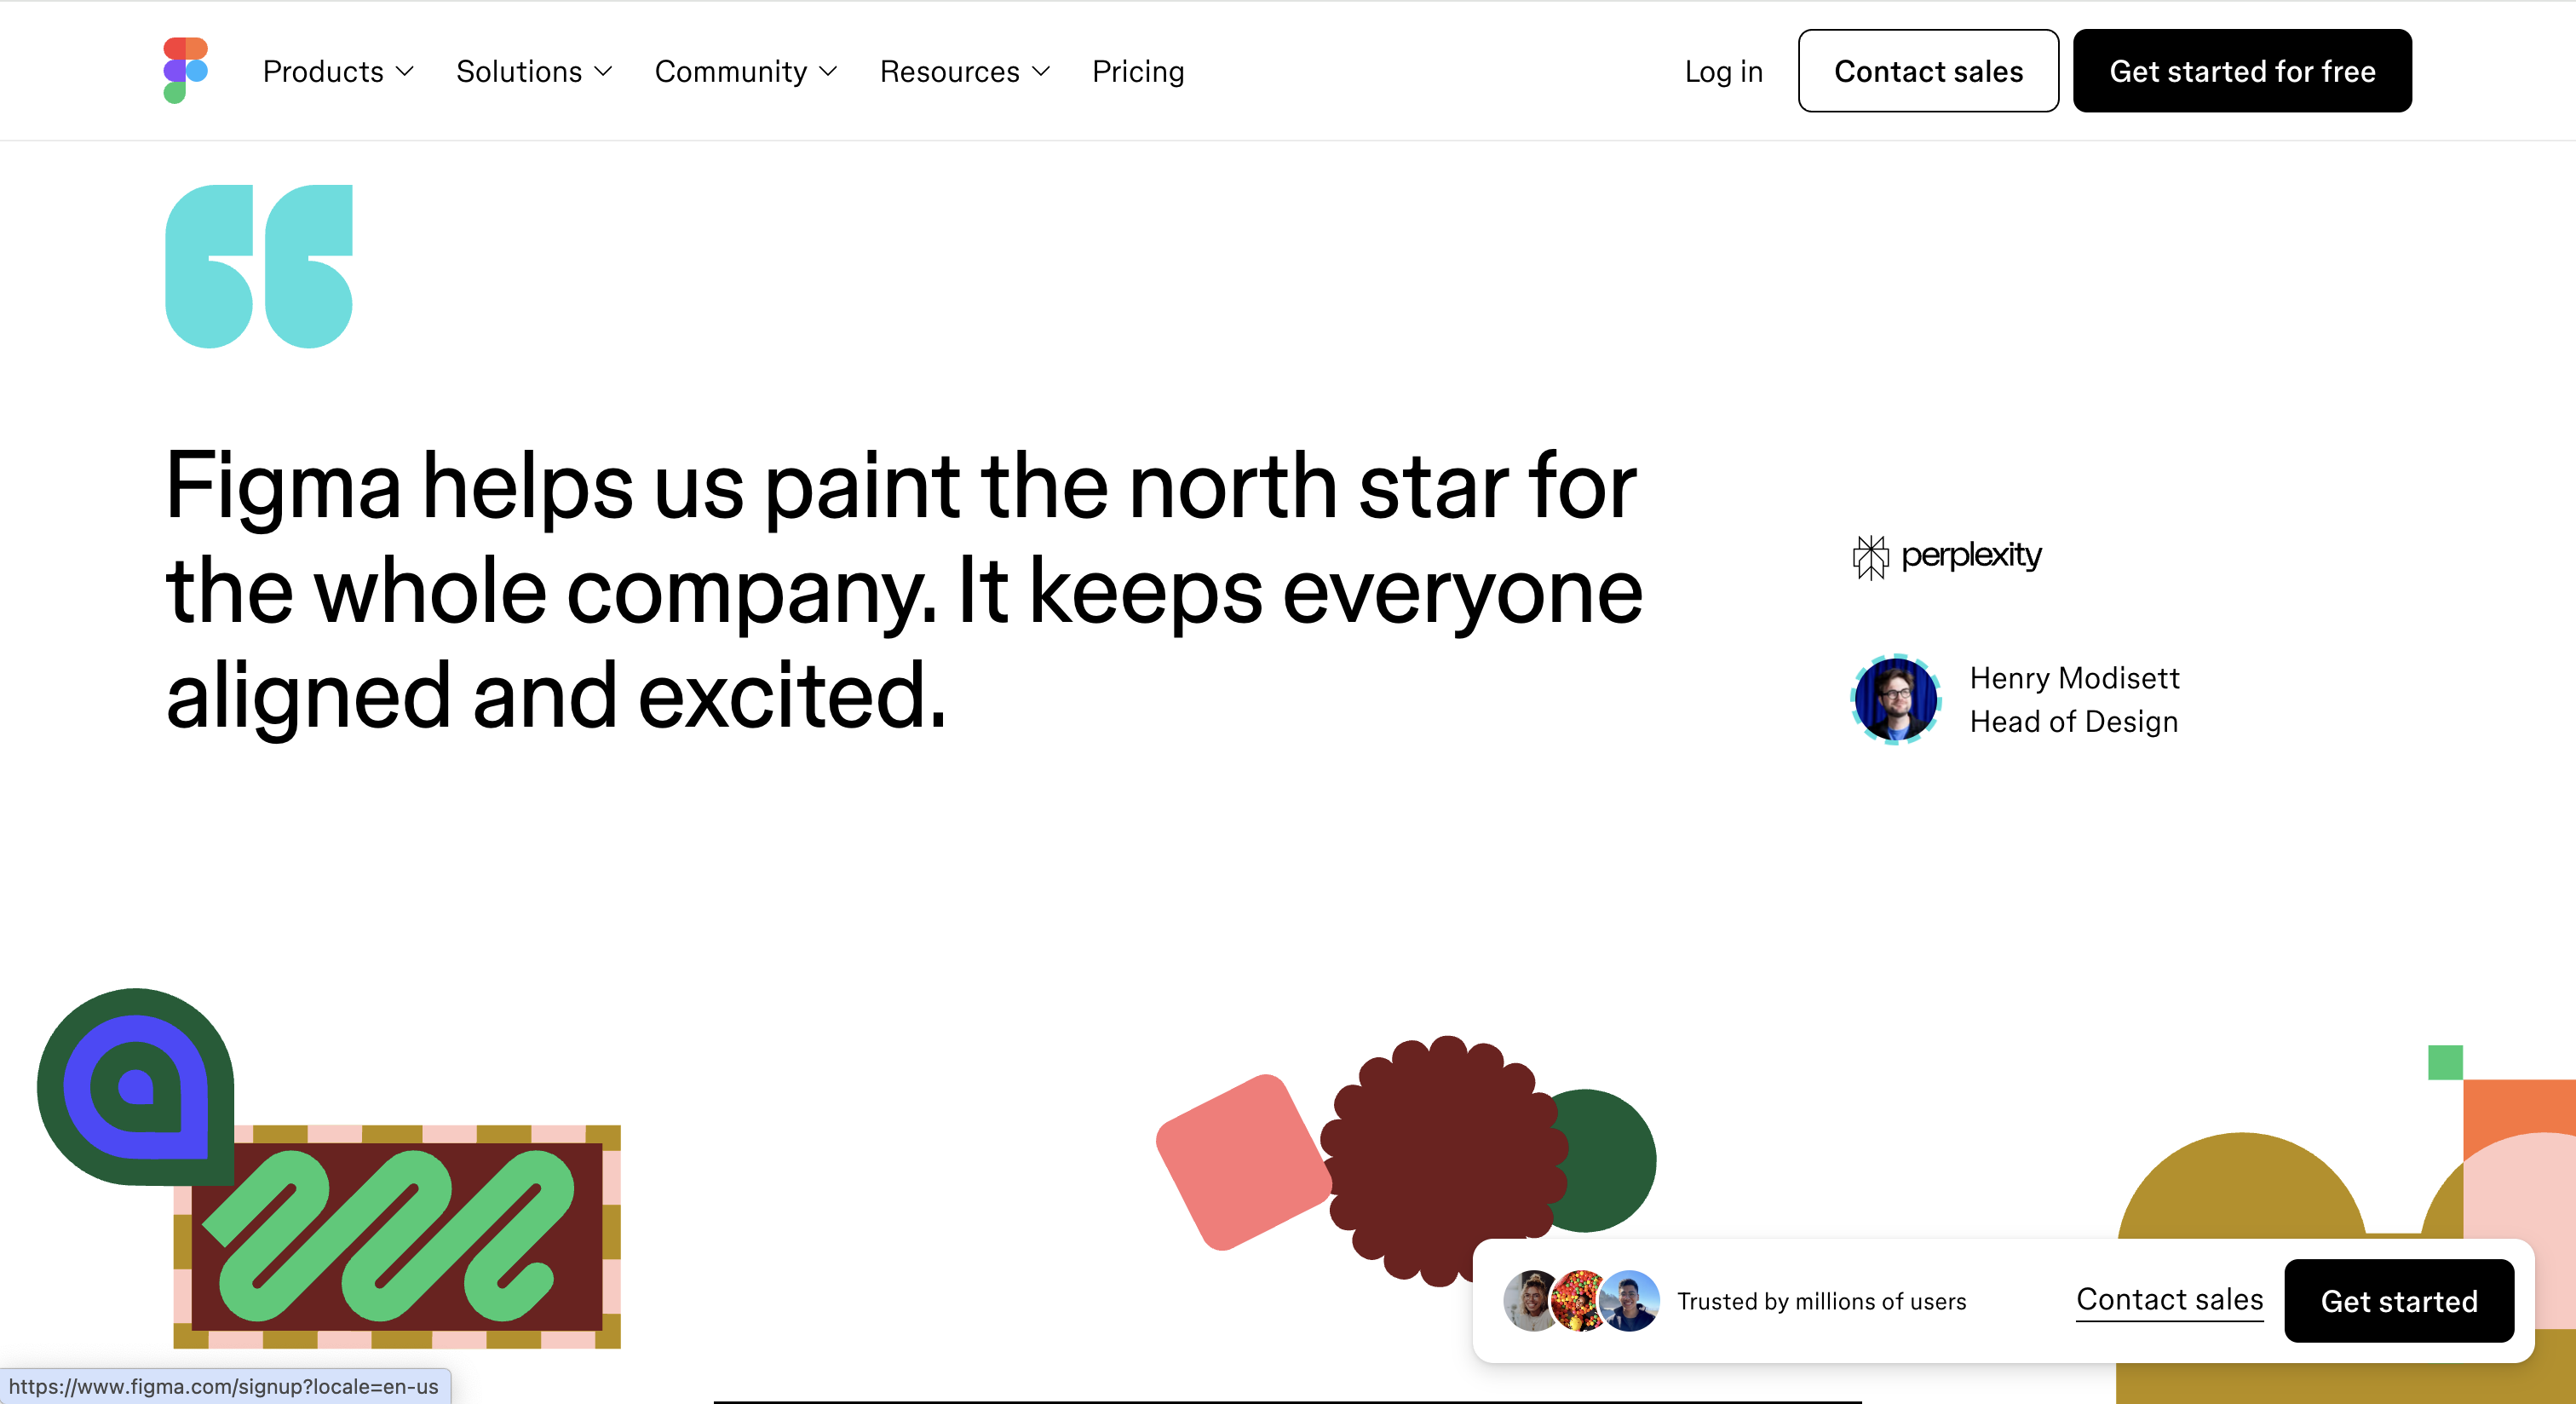 Products
Solutions
Community
Resources
Pricing
Log in
Contact sales
Get started for free
Figma helps us paint the north star for
the whole company. It keeps everyone
aligned and excited.
perplexity
Henry Modisett
Head of Design
Trusted by millions of users
Contact sales
Get started
https://www.figma.com/signup?locale=en-us